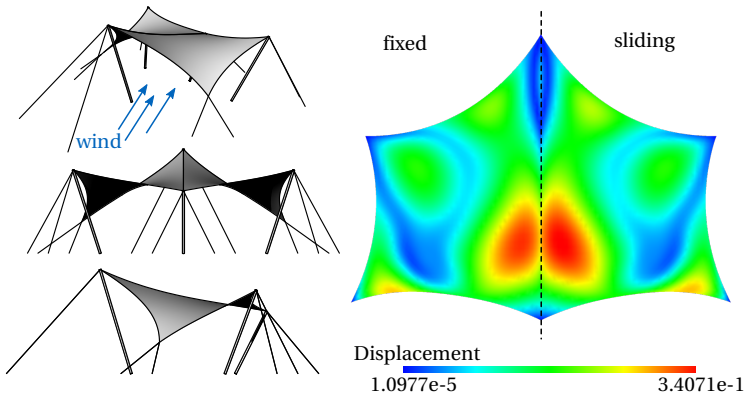 fixed
sliding
wind
Displacement
1.0977e-5
3.4071e-1